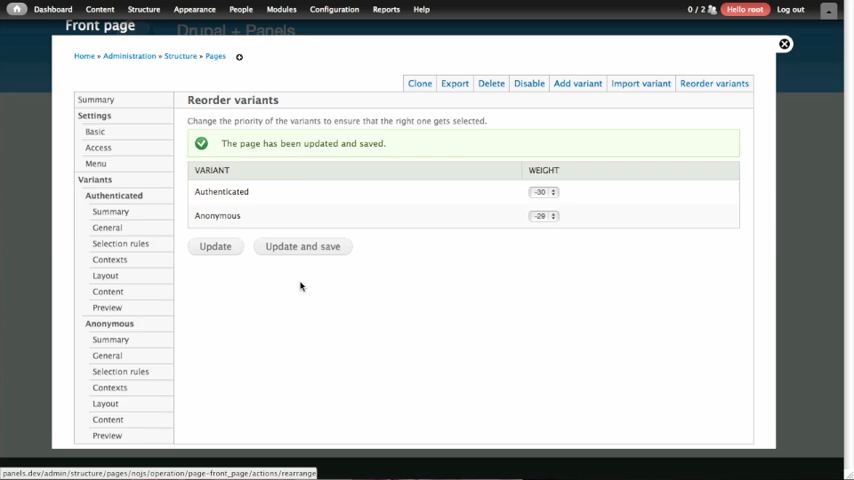 Dashboard Content Structure Appearance People Modules Configuration Reports Help 0 / 2 Hello root Log out
Front page
Drupal + Panels
Home » Administration » Structure » Pages
Clone Export Delete Disable Add variant Import variant Reorder variants
Summary
Settings
Basic
Access
Menu
Variants
Authenticated
Summary
General
Selection rules
Contexts
Layout
Content
Preview
Anonymous
Summary
General
Selection rules
Contexts
Layout
Content
Preview
Reorder variants
Change the priority of the variants to ensure that the right one gets selected.
The page has been updated and saved.
VARIANT WEIGHT
Authenticated -30
Anonymous -29
Update Update and save
panels.dev/admin/structure/pages/nojs/operation/page-front_page/actions/rearrange